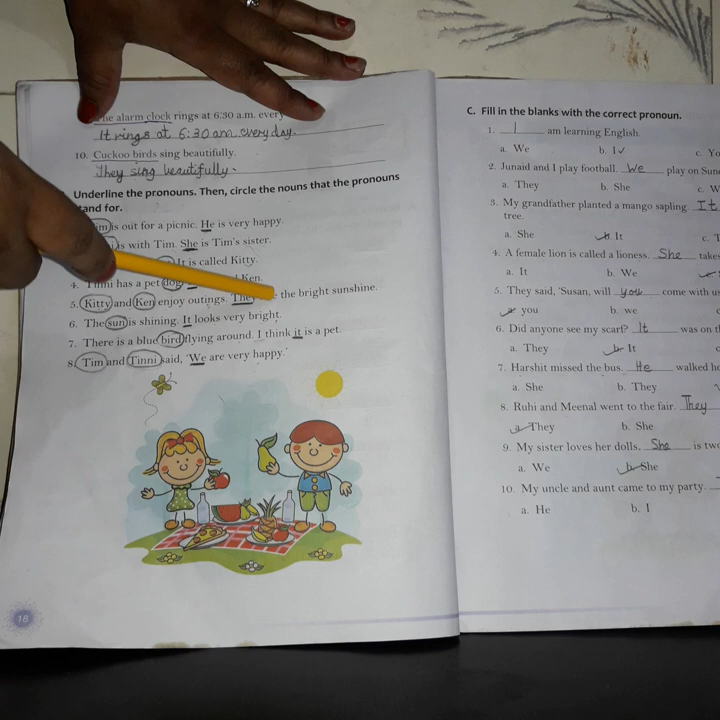 The alarm clock rings at 6:30 a.m. every
It rings at 6:30 am everyday.
10. Cuckoo birds sing beautifully.
They sing beautifully.
Underline the pronouns. Then, circle the nouns that the pronouns
stand for.
is out for a picnic. He is very happy.
is with Tim. She is Tim's sister.
It is called Kitty.
4. Tinni has a pet dog. Ken.
5. Kitty and Ken enjoy outings. They the bright sunshine.
6. The sun is shining. It looks very bright.
7. There is a blue bird flying around. I think it is a pet.
8. Tim and Tinni said, 'We are very happy.'
18
C. Fill in the blanks with the correct pronoun.
1. I am learning English.
a. We b. I c. Yo
2. Junaid and I play football. We play on Sun
a. They b. She c. W
3. My grandfather planted a mango sapling. It
tree.
a. She b. It c. T
4. A female lion is called a lioness. She takes
a. It b. We
5. They said, 'Susan, will you come with us
a. you b. we c
6. Did anyone see my scarf? It was on th
a. They b. It c
7. Harshit missed the bus. He walked ho
a. She b. They
8. Ruhi and Meenal went to the fair. They
a. They b. She
9. My sister loves her dolls. She is two
a. We b. She
10. My uncle and aunt came to my party.
a. He b. I